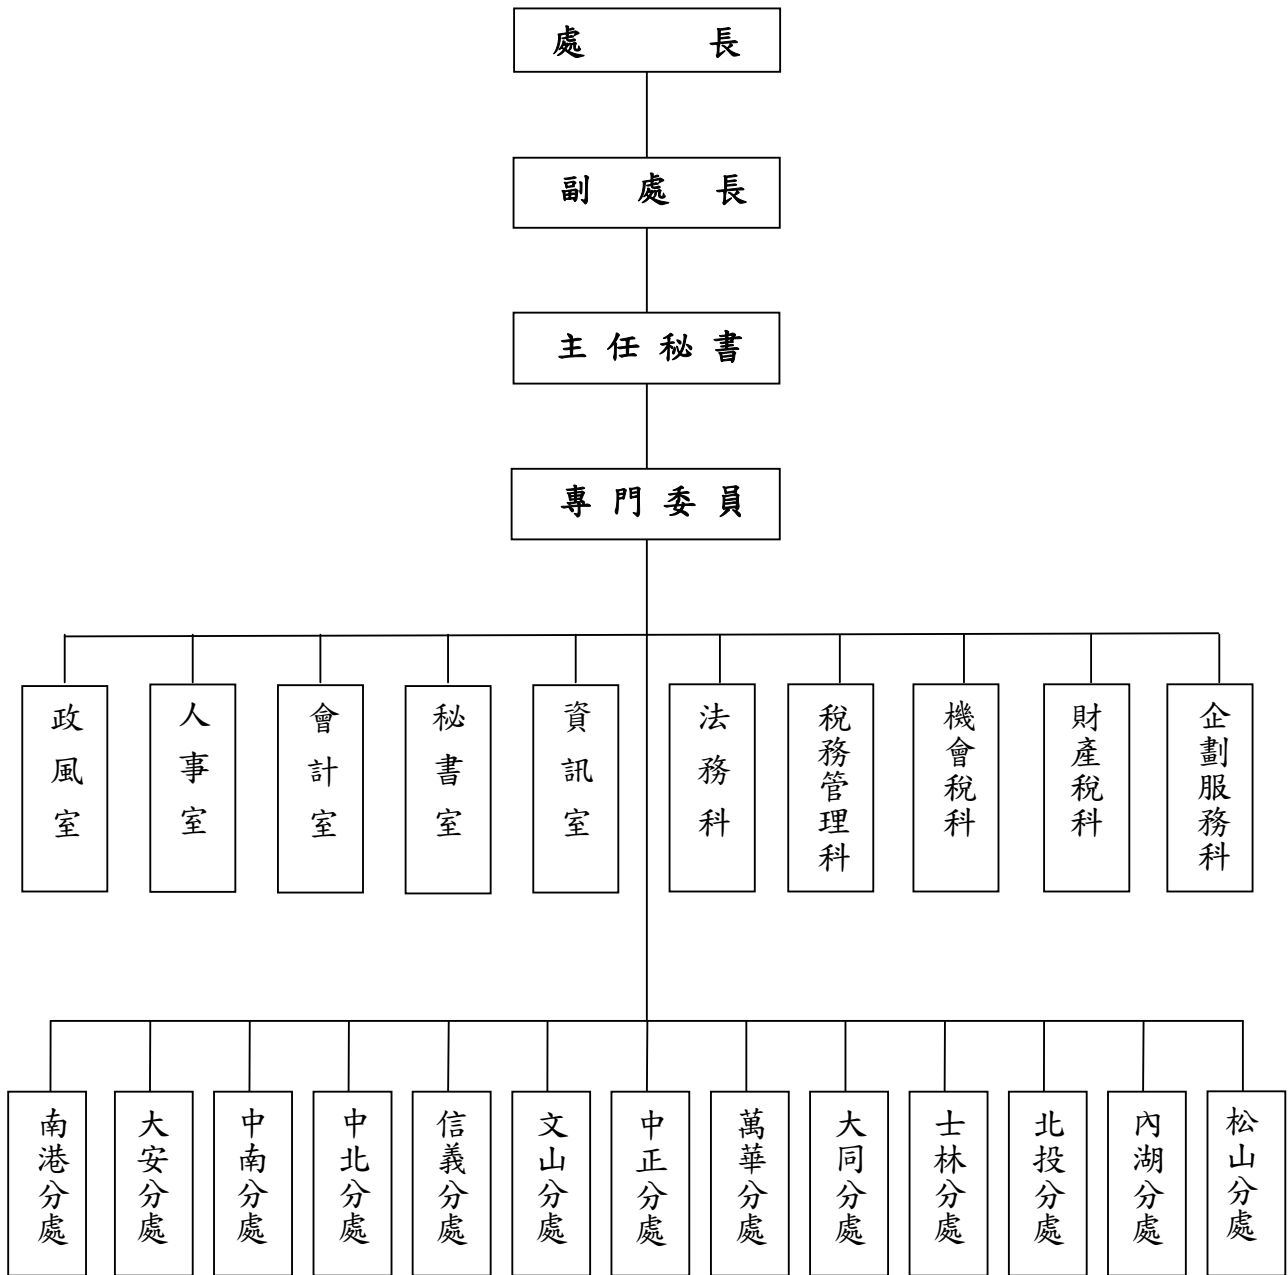 處長
副處長
主任秘書
專門委員
政風室
人事室
會計室
秘書室
資訊室
法務科
稅務管理科
機會稅科
財產稅科
企劃服務科
南港分處
大安分處
中南分處
中北分處
信義分處
文山分處
中正分處
萬華分處
大同分處
士林分處
北投分處
內湖分處
松山分處